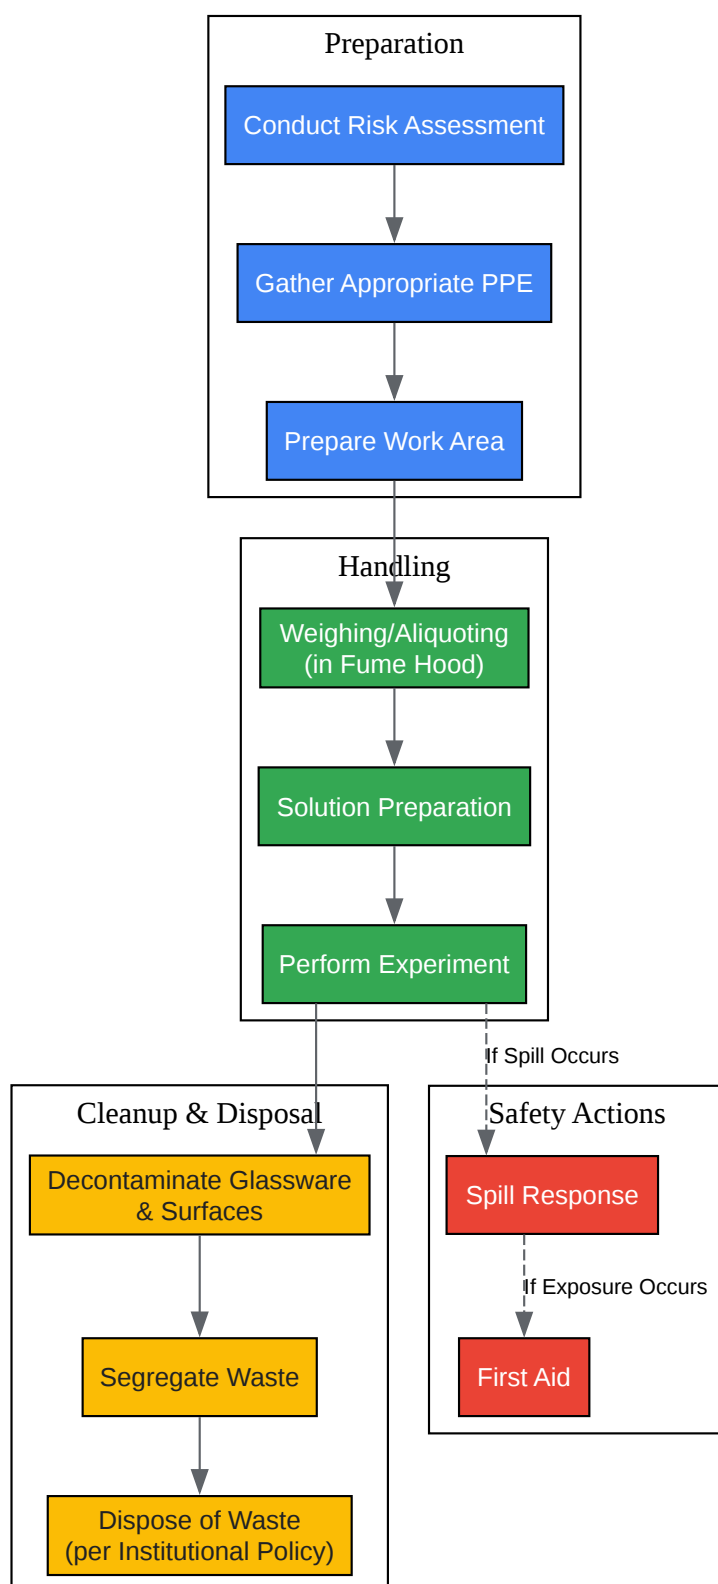 Preparation
Conduct Risk Assessment
Gather Appropriate PPE
Prepare Work Area
Handling
Weighing/Aliquoting
(in Fume Hood)
Solution Preparation
Perform Experiment
If Spill Occurs
Cleanup & Disposal
Decontaminate Glassware
& Surfaces
Segregate Waste
Dispose of Waste
(per Institutional Policy)
Safety Actions
Spill Response
If Exposure Occurs
First Aid